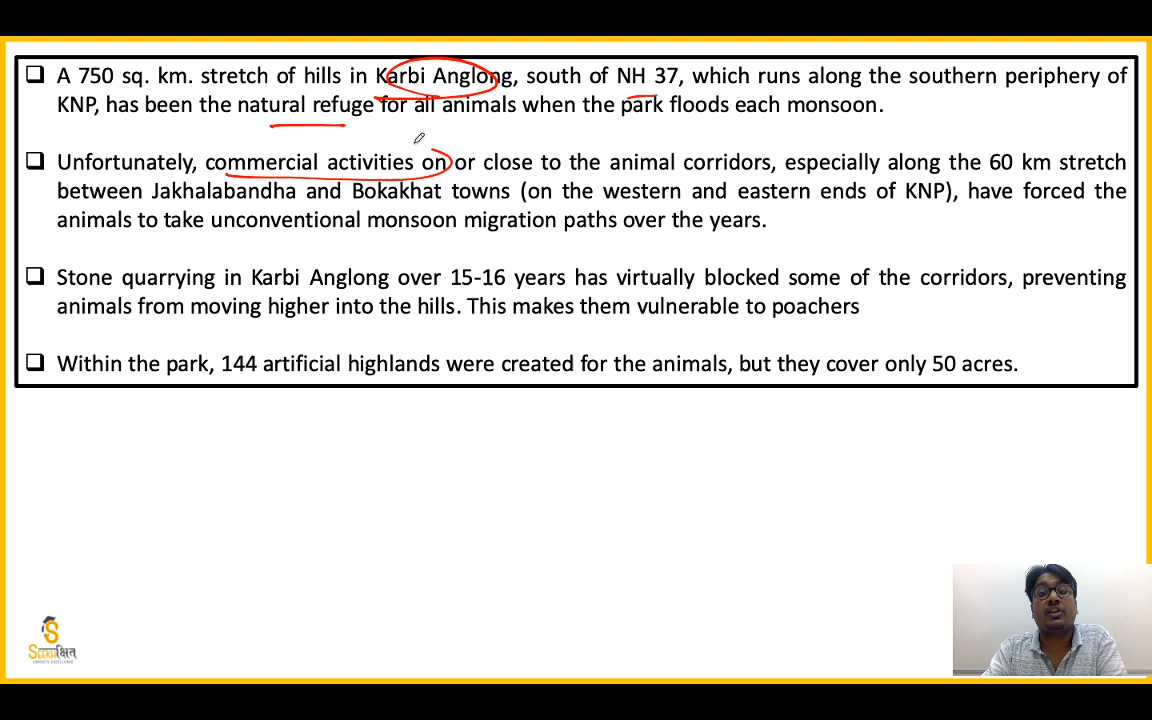 A 750 sq. km. stretch of hills in Karbi Anglong, south of NH 37, which runs along the southern periphery of
KNP, has been the natural refuge for all animals when the park floods each monsoon.
Unfortunately, commercial activities on or close to the animal corridors, especially along the 60 km stretch
between Jakhalabandha and Bokakhat towns (on the western and eastern ends of KNP), have forced the
animals to take unconventional monsoon migration paths over the years.
Stone quarrying in Karbi Anglong over 15-16 years has virtually blocked some of the corridors, preventing
animals from moving higher into the hills. This makes them vulnerable to poachers
Within the park, 144 artificial highlands were created for the animals, but they cover only 50 acres.
S
SEEKHक्षित